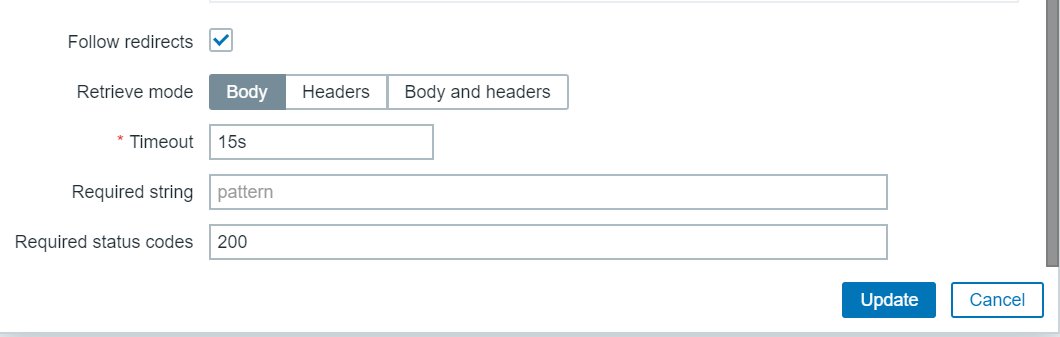 Follow redirects
Retrieve mode Body Headers Body and headers
* Timeout 15s
Required string pattern
Required status codes 200
Update Cancel